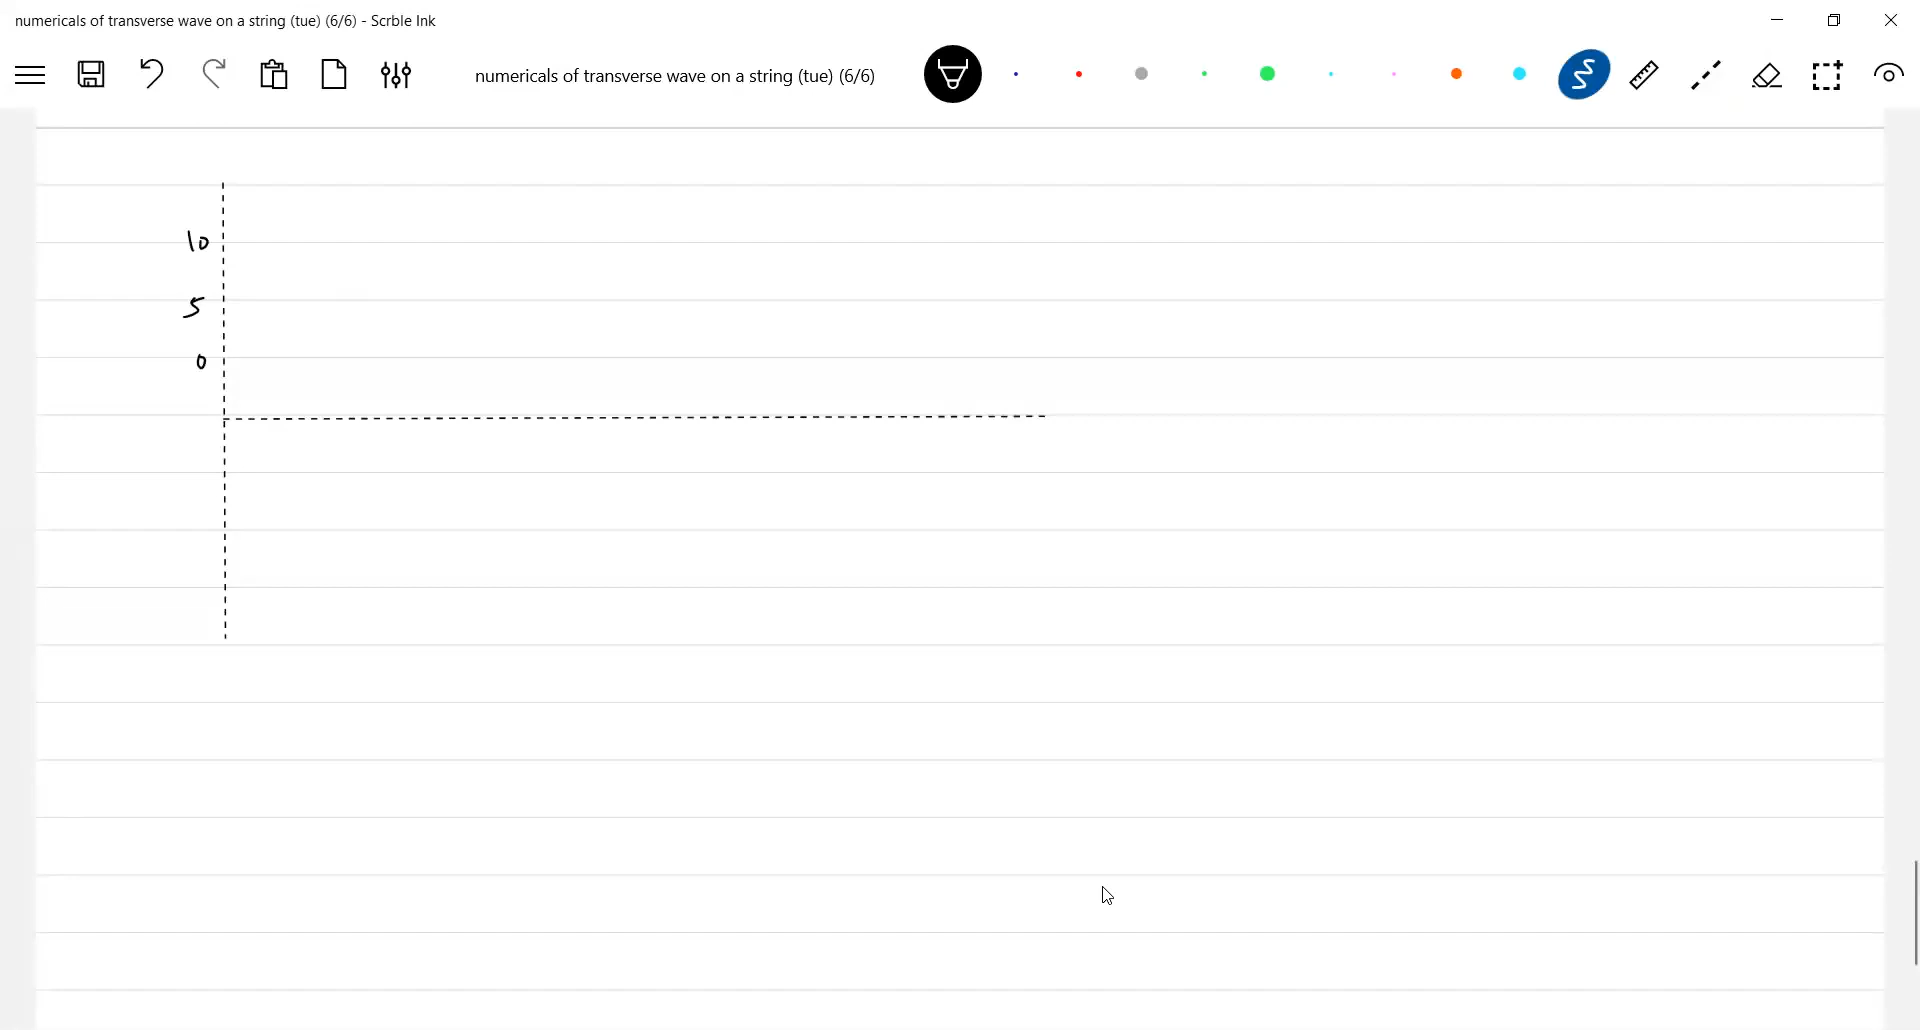 numericals of transverse wave on a string (tue) (6/6) - Scrble Ink
numericals of transverse wave on a string (tue) (6/6)
10
5
0